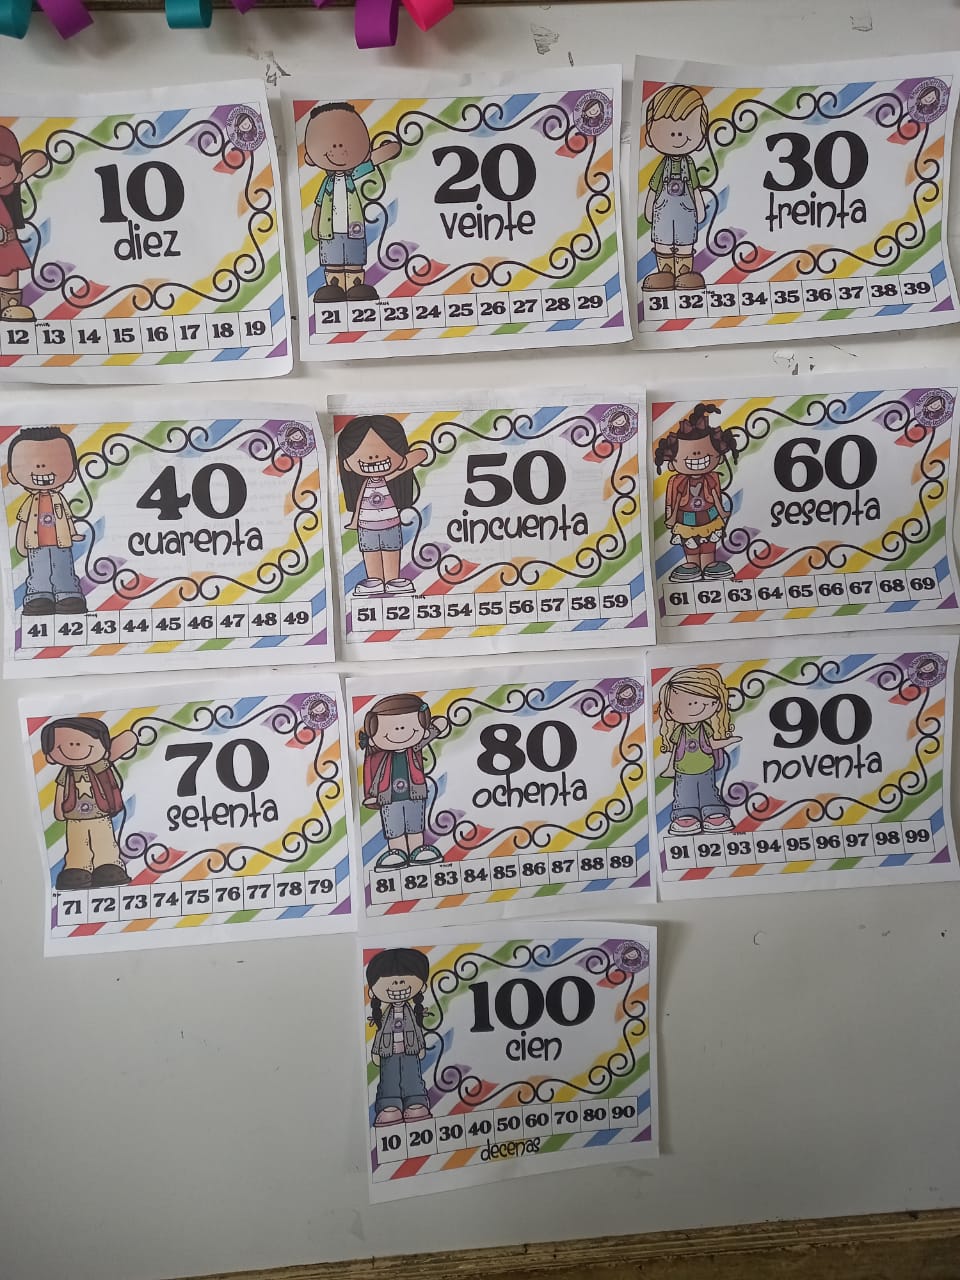 10
diez
12 13 14 15 16 17 18 19
20
veinte
21 22 23 24 25 26 27 28 29
30
treinta
31 32 33 34 35 36 37 38 39
40
cuarenta
41 42 43 44 45 46 47 48 49
50
cincuenta
51 52 53 54 55 56 57 58 59
60
sesenta
61 62 63 64 65 66 67 68 69
70
setenta
71 72 73 74 75 76 77 78 79
80
ochenta
81 82 83 84 85 86 87 88 89
90
noventa
91 92 93 94 95 96 97 98 99
100
cien
10 20 30 40 50 60 70 80 90
decenas